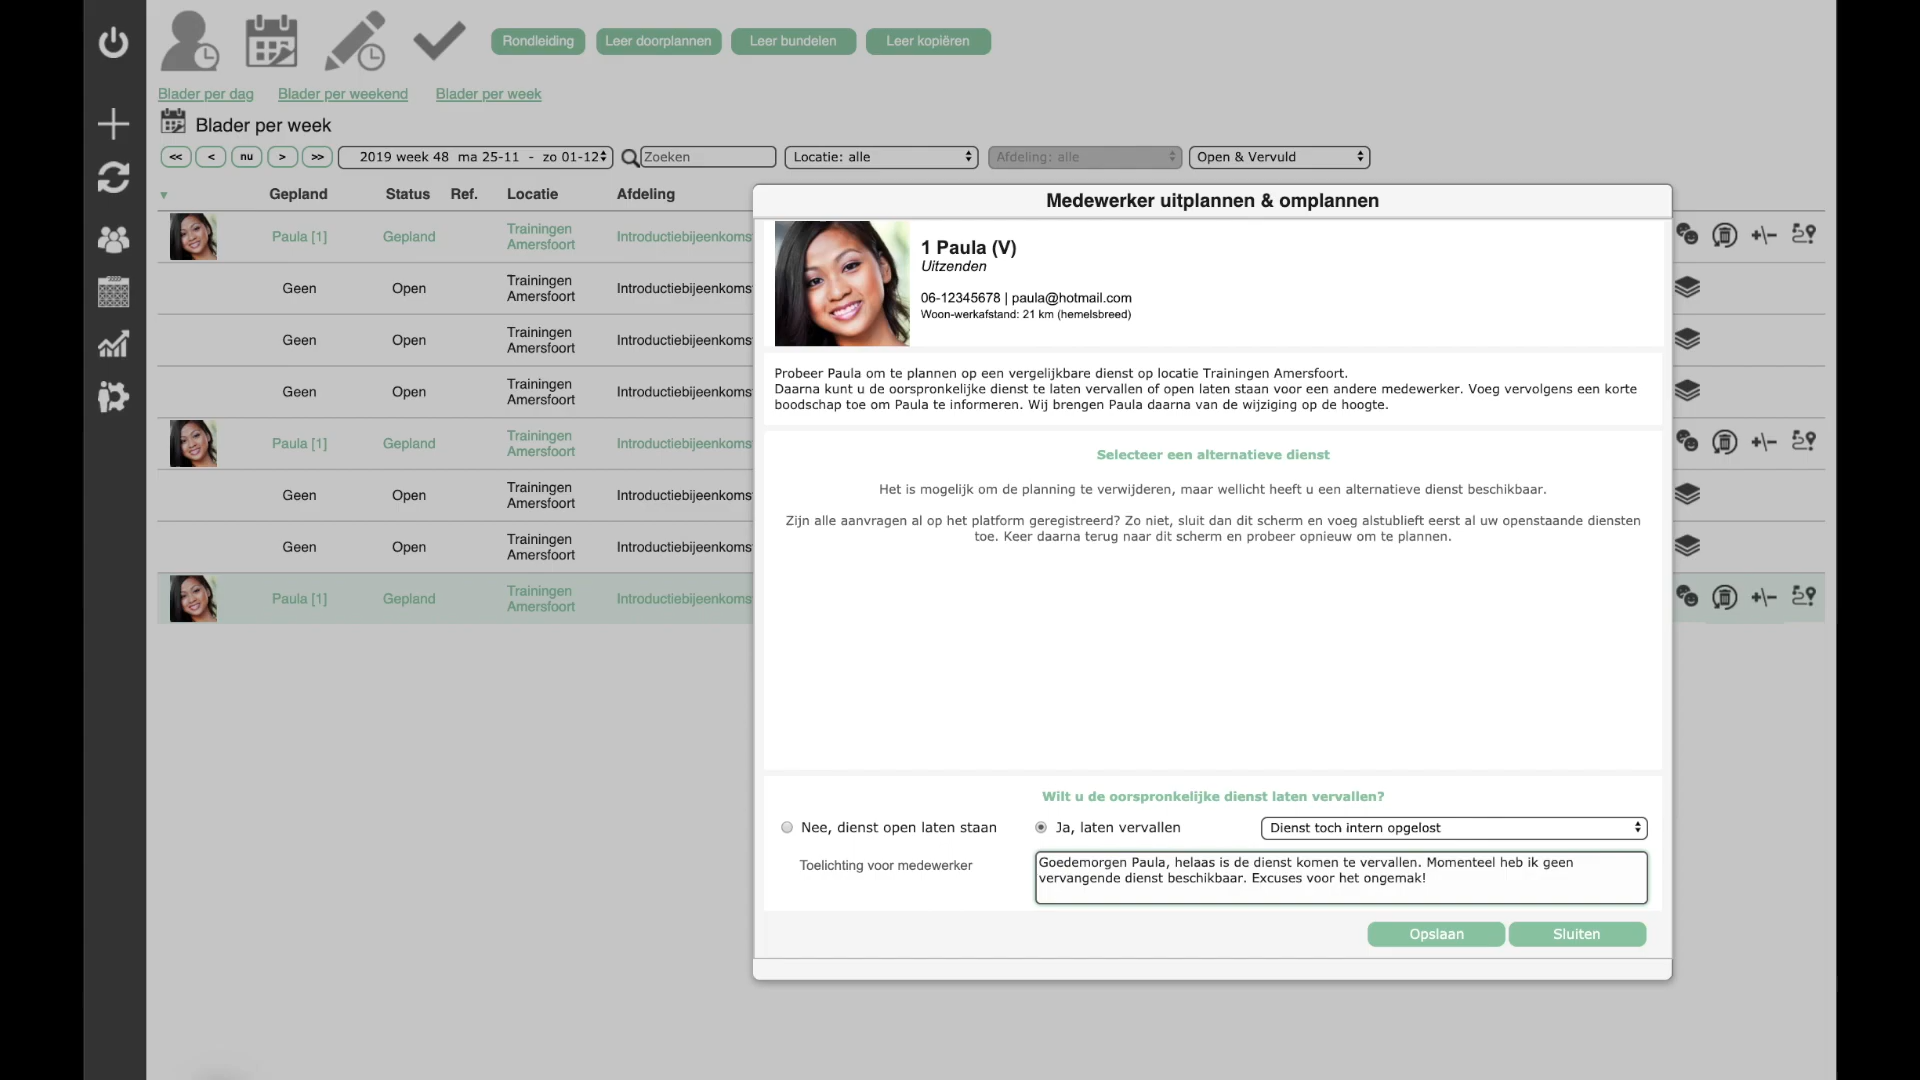 Rondleiding
Leer doorplannen
Leer bundelen
Leer kopiëren
Blader per dag
Blader per weekend
Blader per week
Blader per week
<<
<
nu
>
>>
2019 week 48 ma 25-11 - zo 01-12
Zoeken
Locatie: alle
Afdeling: alle
Open & Vervuld
Gepland Status Ref. Locatie Afdeling
Paula [1] Gepland Trainingen Amersfoort Introductiebijeenkoms
Geen Open Trainingen Amersfoort Introductiebijeenkoms
Geen Open Trainingen Amersfoort Introductiebijeenkoms
Geen Open Trainingen Amersfoort Introductiebijeenkoms
Paula [1] Gepland Trainingen Amersfoort Introductiebijeenkoms
Geen Open Trainingen Amersfoort Introductiebijeenkoms
Geen Open Trainingen Amersfoort Introductiebijeenkoms
Paula [1] Gepland Trainingen Amersfoort Introductiebijeenkoms
Medewerker uitplannen & omplannen
1 Paula (V)
Uitzenden
06-12345678 | paula@hotmail.com
Woon-werkafstand: 21 km (hemelsbreed)
Probeer Paula om te plannen op een vergelijkbare dienst op locatie Trainingen Amersfoort.
Daarna kunt u de oorspronkelijke dienst te laten vervallen of open laten staan voor een andere medewerker. Voeg vervolgens een korte
boodschap toe om Paula te informeren. Wij brengen Paula daarna van de wijziging op de hoogte.
Selecteer een alternatieve dienst
Het is mogelijk om de planning te verwijderen, maar wellicht heeft u een alternatieve dienst beschikbaar.
Zijn alle aanvragen al op het platform geregistreerd? Zo niet, sluit dan dit scherm en voeg alstublieft eerst al uw openstaande diensten
toe. Keer daarna terug naar dit scherm en probeer opnieuw om te plannen.
Wilt u de oorspronkelijke dienst laten vervallen?
Nee, dienst open laten staan
Ja, laten vervallen
Dienst toch intern opgelost
Toelichting voor medewerker
Goedemorgen Paula, helaas is de dienst komen te vervallen. Momenteel heb ik geen
vervangende dienst beschikbaar. Excuses voor het ongemak!
Opslaan
Sluiten